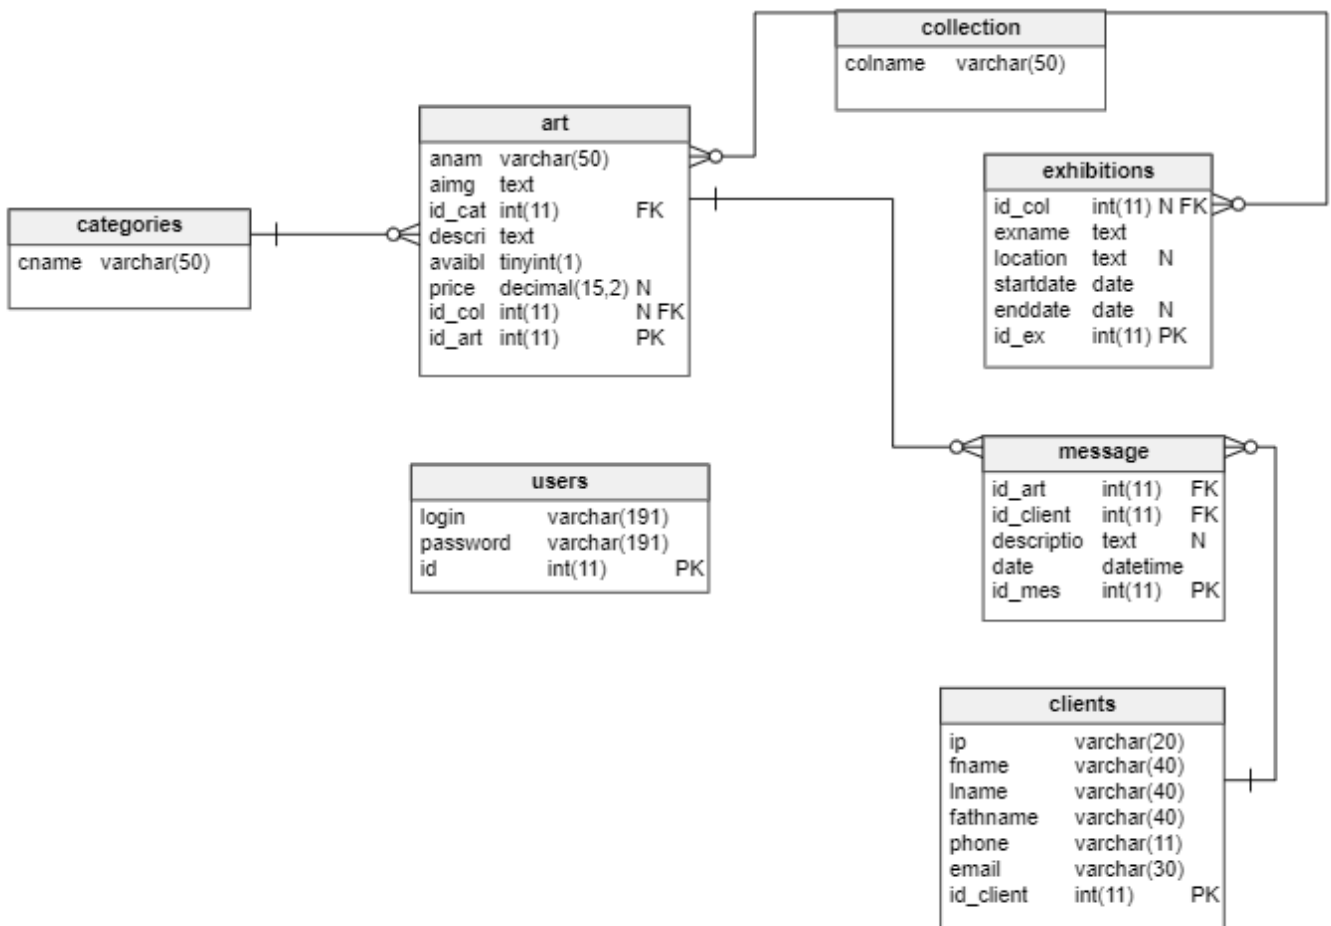 collection
colname varchar(50)
art
anam varchar(50)
aimg text
id_cat int(11) FK
descri text
avaibl tinyint(1)
price decimal(15,2) N
id_col int(11) N FK
id_art int(11) PK
exhibitions
id_col int(11) N FK
exname text
location text N
startdate date
enddate date N
id_ex int(11) PK
categories
cname varchar(50)
users
login varchar(191)
password varchar(191)
id int(11) PK
message
id_art int(11) FK
id_client int(11) FK
descriptio text N
date datetime
id_mes int(11) PK
clients
ip varchar(20)
fname varchar(40)
lname varchar(40)
fathname varchar(40)
phone varchar(11)
email varchar(30)
id_client int(11) PK